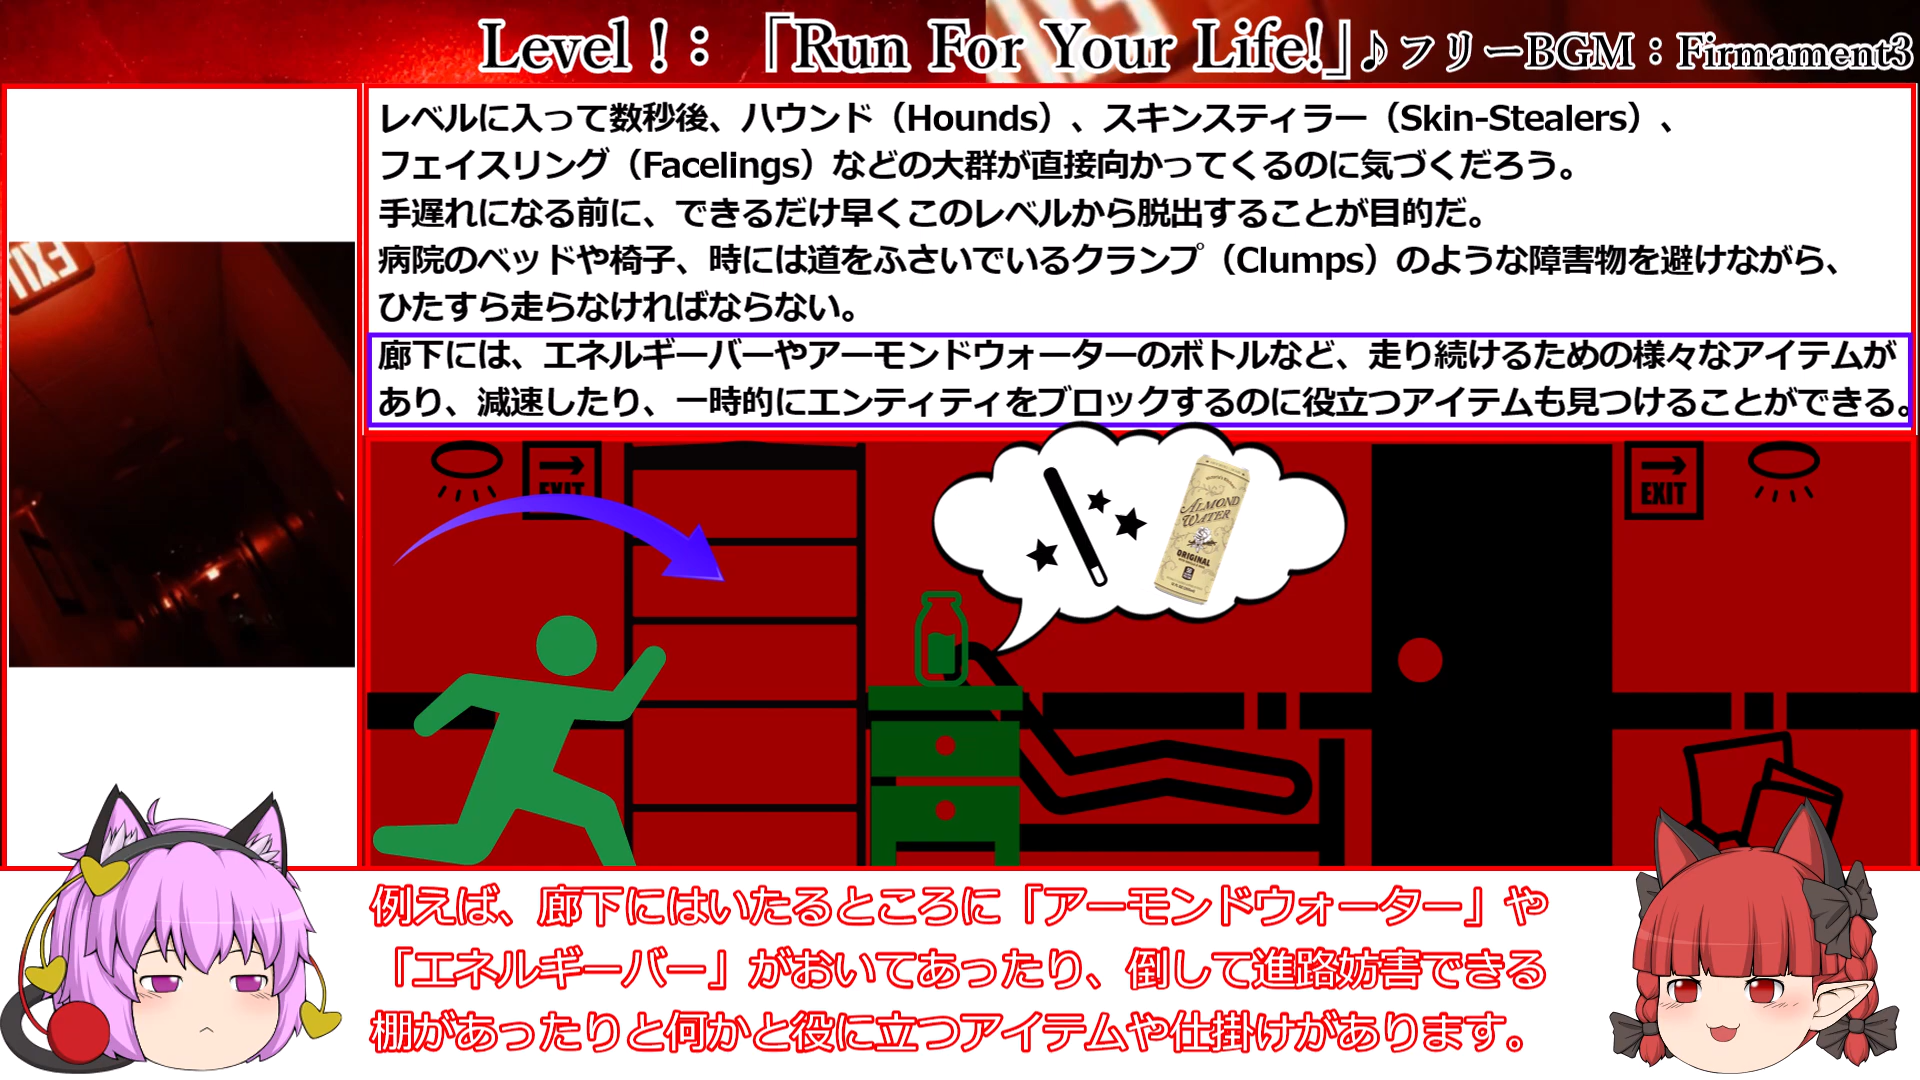 Level！：「Run For Your Life!」♪フリーBGM：Firmament3
レベルに入って数秒後、ハウンド（Hounds）、スキンスティラー（Skin-Stealers）、
フェイスリング（Facelings）などの大群が直接向かってくるのに気づくだろう。
手遅れになる前に、できるだけ早くこのレベルから脱出することが目的だ。
病院のベッドや椅子、時には道をふさいでいるクランプ（Clumps）のような障害物を避けながら、
ひたすら走らなければならない。
廊下には、エネルギーバーやアーモンドウォーターのボトルなど、走り続けるための様々なアイテムが
あり、減速したり、一時的にエンティティをブロックするのに役立つアイテムも見つけることができる。
EXIT
EXIT
ALMOND
WATER
ORIGINAL
EXIT
例えば、廊下にはいたるところに「アーモンドウォーター」や
「エネルギーバー」がおいてあったり、倒して進路妨害できる
棚があったりと何かと役に立つアイテムや仕掛けがあります。